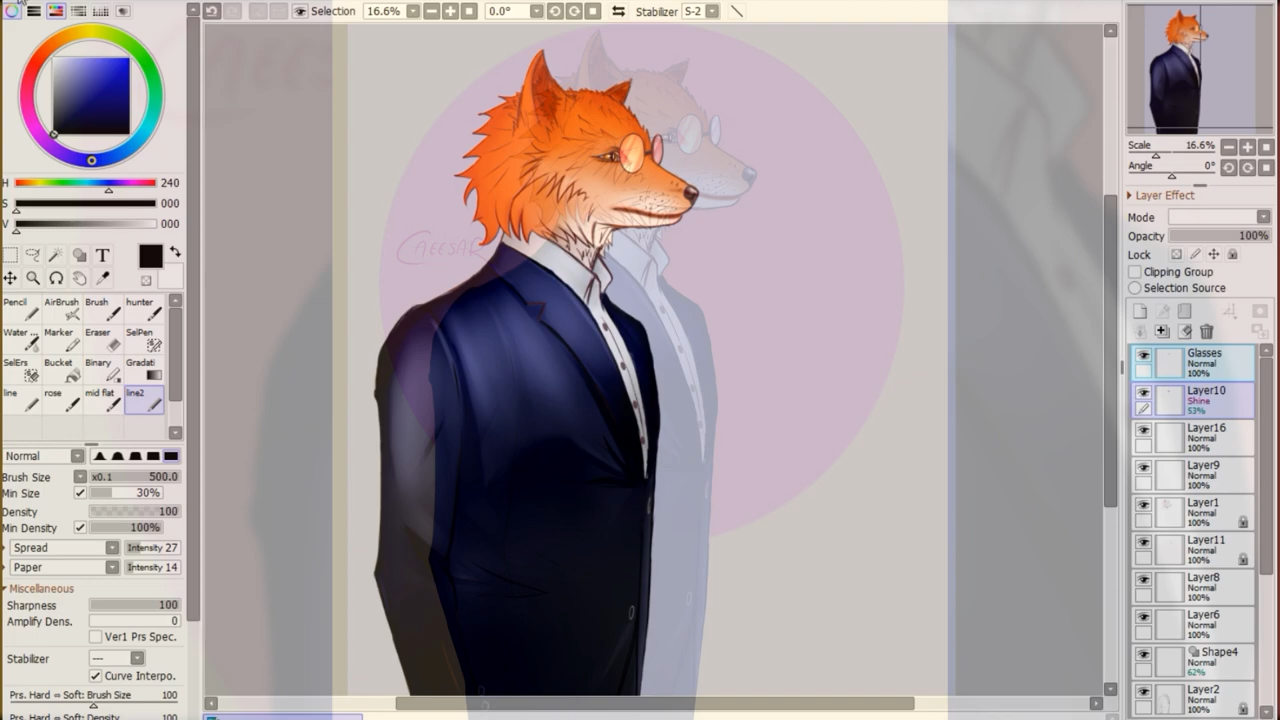 Selection 16.6% 0.0° Stabilizer S-2
H 240
S 000
V 000
T
Pencil AirBrush Brush hunter
Water ... Marker Eraser SelPen
SelErs Bucket Binary Gradati
line rose mid flat line2
Normal
Brush Size x0.1 500.0
Min Size 30%
Density 100
Min Density 100%
Spread Intensity 27
Paper Intensity 14
Miscellaneous
Sharpness 100
Amplify Dens. 0
Ver1 Prs Spec.
Stabilizer ---
Curve Interpo.
Prs. Hard ⇔ Soft: Brush Size 100
Prs. Hard ⇔ Soft: Density 100
CAEESAR
Scale 16.6%
Angle 0°
Layer Effect
Mode
Opacity 100%
Lock
Clipping Group
Selection Source
Glasses
Normal
100%
Layer10
Shine
53%
Layer16
Normal
100%
Layer9
Normal
100%
Layer1
Normal
100%
Layer11
Normal
100%
Layer8
Normal
100%
Layer6
Normal
100%
Shape4
Normal
62%
Layer2
Normal
100%